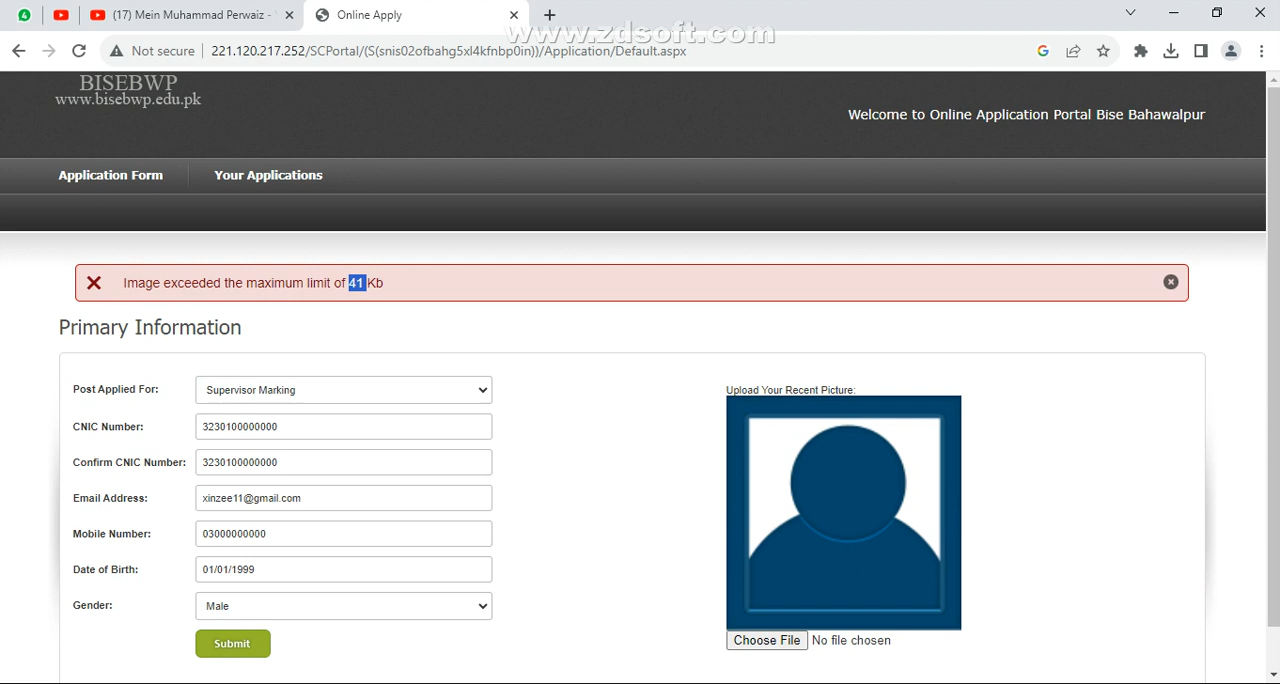 4
(17) Mein Muhammad Perwaiz -
Online Apply
www.zdsoft.com
Not secure
221.120.217.252/SCPortal/(S(snis02ofbahg5xl4frfnbp0in))/Application/Default.aspx
BISEBWP
www.bisebwp.edu.pk
Welcome to Online Application Portal Bise Bahawalpur
Application Form
Your Applications
Image exceeded the maximum limit of 41 Kb
Primary Information
Post Applied For:
Supervisor Marking
Upload Your Recent Picture:
CNIC Number:
3230100000000
Confirm CNIC Number:
3230100000000
Email Address:
xinzee11@gmail.com
Mobile Number:
03000000000
Date of Birth:
01/01/1999
Gender:
Male
Submit
Choose File No file chosen